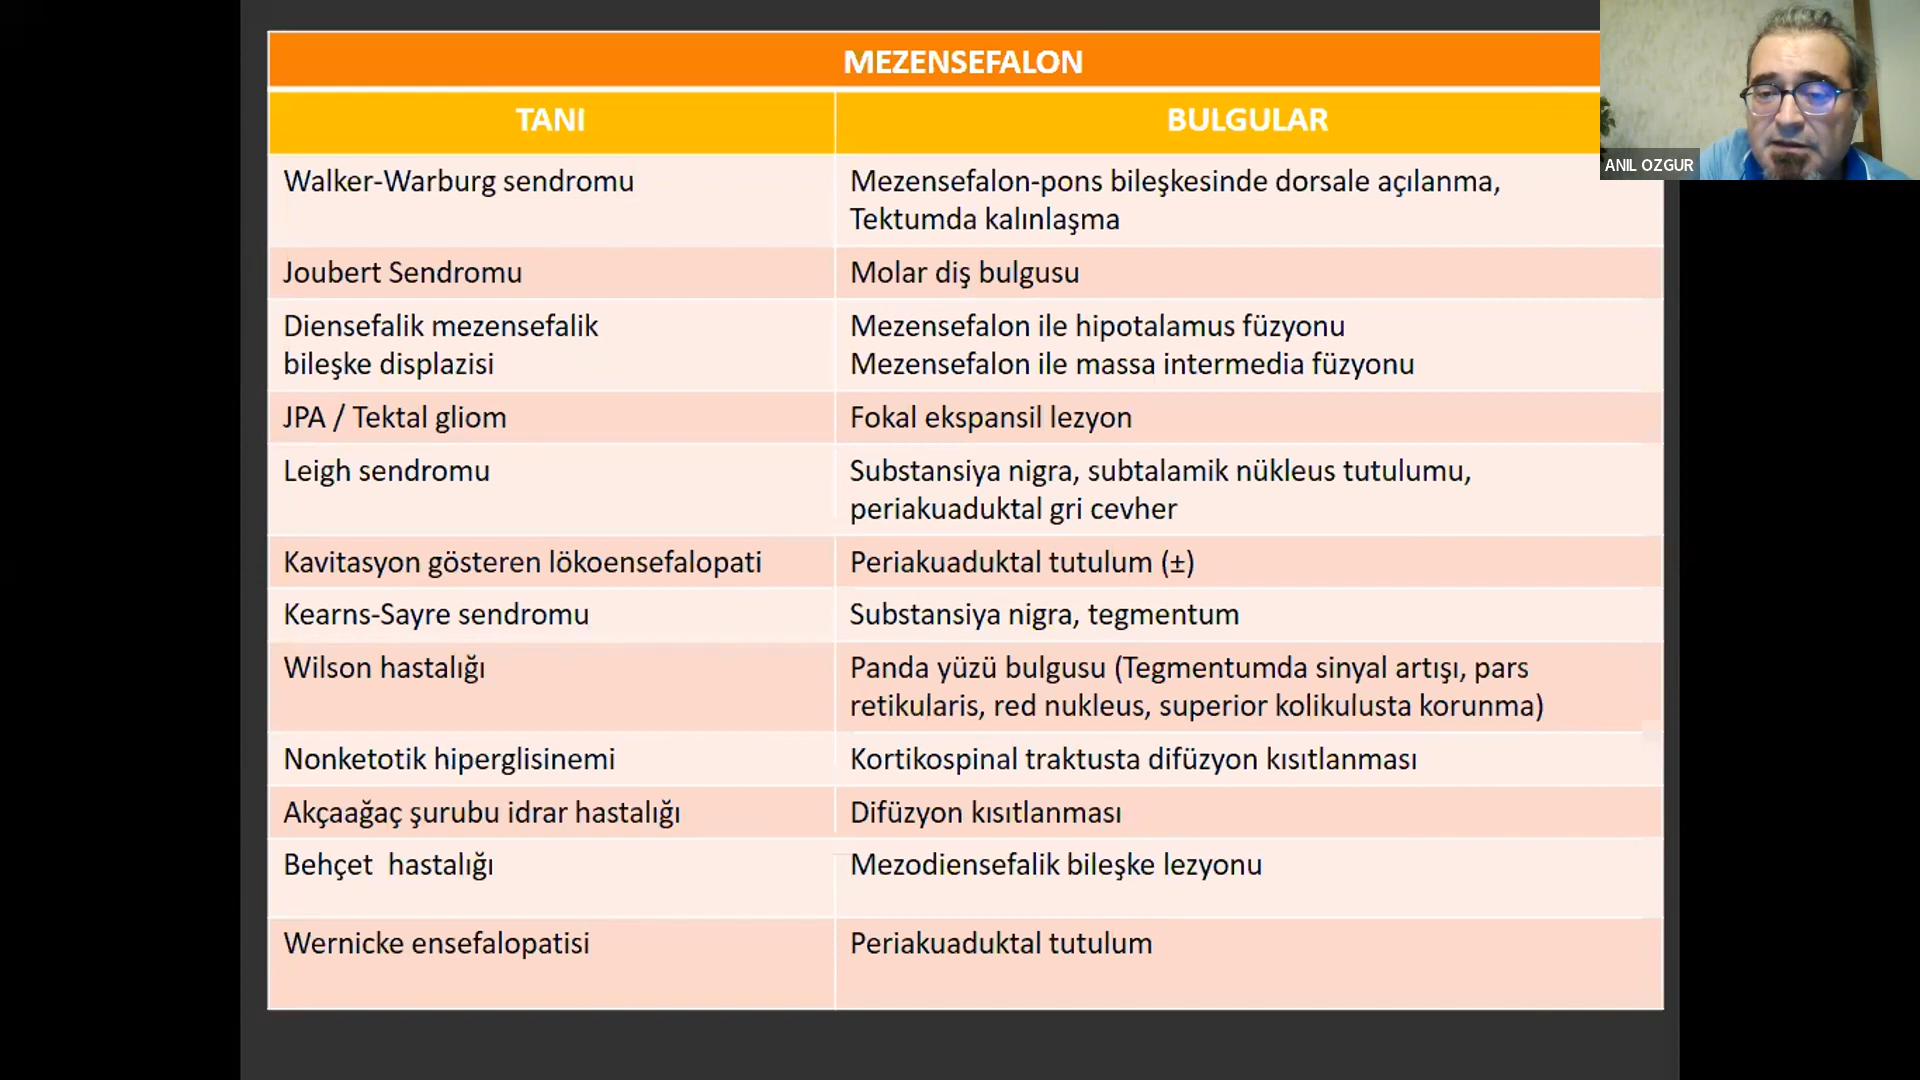 MEZENSEFALON
TANI
BULGULAR
Walker-Warburg sendromu
Mezensefalon-pons bileşkesinde dorsale açılanma,
Tektumda kalınlaşma
Joubert Sendromu
Molar diş bulgusu
Diensefalik mezensefalik
bileşke displazisi
Mezensefalon ile hipotalamus füzyonu
Mezensefalon ile massa intermedia füzyonu
JPA / Tektal gliom
Fokal ekspansil lezyon
Leigh sendromu
Substansiya nigra, subtalamik nükleus tutulumu,
periakuaduktal gri cevher
Kavitasyon gösteren lökoensefalopati
Periakuaduktal tutulum (±)
Kearns-Sayre sendromu
Substansiya nigra, tegmentum
Wilson hastalığı
Panda yüzü bulgusu (Tegmentumda sinyal artışı, pars
retikularis, red nukleus, superior kolikulusta korunma)
Nonketotik hiperglisinemi
Kortikospinal traktusta difüzyon kısıtlanması
Akçaağaç şurubu idrar hastalığı
Difüzyon kısıtlanması
Behçet  hastalığı
Mezodiensefalik bileşke lezyonu
Wernicke ensefalopatisi
Periakuaduktal tutulum
ANIL OZGUR